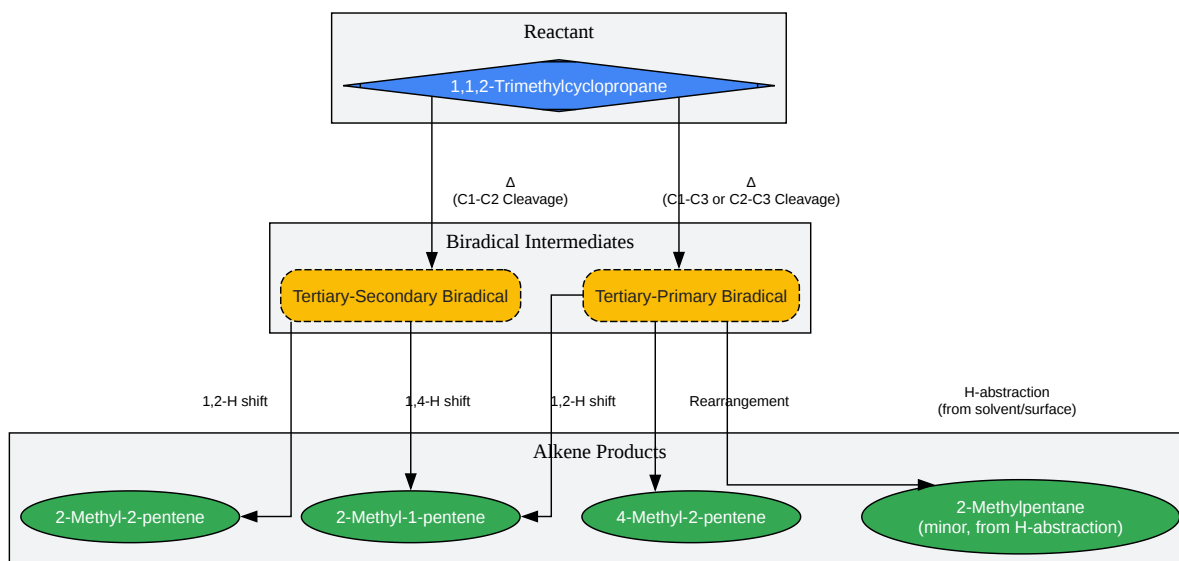 Reactant
1,1,2-Trimethylcyclopropane
Δ
(C1-C2 Cleavage)
Δ
(C1-C3 or C2-C3 Cleavage)
Biradical Intermediates
Tertiary-Secondary Biradical
Tertiary-Primary Biradical
1,2-H shift
1,4-H shift
1,2-H shift
Rearrangement
H-abstraction
(from solvent/surface)
Alkene Products
2-Methyl-2-pentene
2-Methyl-1-pentene
4-Methyl-2-pentene
2-Methylpentane
(minor, from H-abstraction)